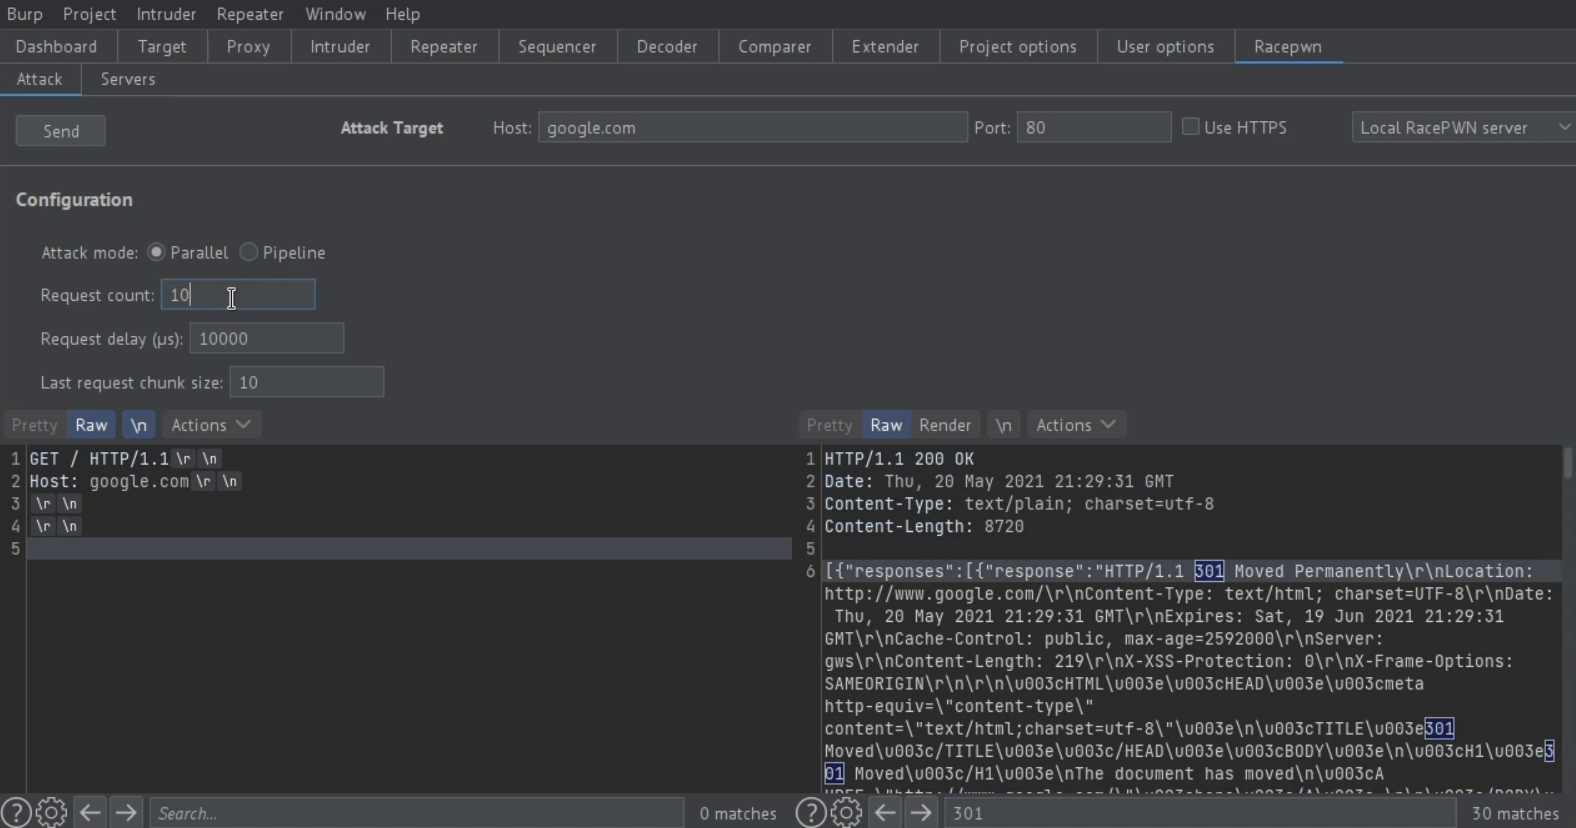 Burp Project Intruder Repeater Window Help
Dashboard Target Proxy Intruder Repeater Sequencer Decoder Comparer Extender Project options User options Racepwn
Attack Servers
Send Attack Target Host: google.com Port: 80 Use HTTPS Local RacePWN server
Configuration
Attack mode: Parallel Pipeline
Request count: 10
Request delay (µs): 10000
Last request chunk size: 10
Pretty Raw \n Actions
1 GET / HTTP/1.1 \r \n
2 Host: google.com \r \n
3 \r \n
4 \r \n
5
Search... 0 matches
Pretty Raw Render \n Actions
1 HTTP/1.1 200 OK
2 Date: Thu, 20 May 2021 21:29:31 GMT
3 Content-Type: text/plain; charset=utf-8
4 Content-Length: 8720
5
6 [{"responses":[{"response":"HTTP/1.1 301 Moved Permanently\r\nLocation:
http://www.google.com/\r\nContent-Type: text/html; charset=UTF-8\r\nDate:
Thu, 20 May 2021 21:29:31 GMT\r\nExpires: Sat, 19 Jun 2021 21:29:31
GMT\r\nCache-Control: public, max-age=2592000\r\nServer:
gws\r\nContent-Length: 219\r\nX-XSS-Protection: 0\r\nX-Frame-Options:
SAMEORIGIN\r\n\r\n\u003cHTML\u003e\u003cHEAD\u003e\u003cmeta
http-equiv=\"content-type\"
content=\"text/html;charset=utf-8\"\u003e\n\u003cTITLE\u003e301
Moved\u003c/TITLE\u003e\u003c/HEAD\u003e\u003cBODY\u003e\n\u003cH1\u003e3
01 Moved\u003c/H1\u003e\nThe document has moved\n\u003cA
301 30 matches